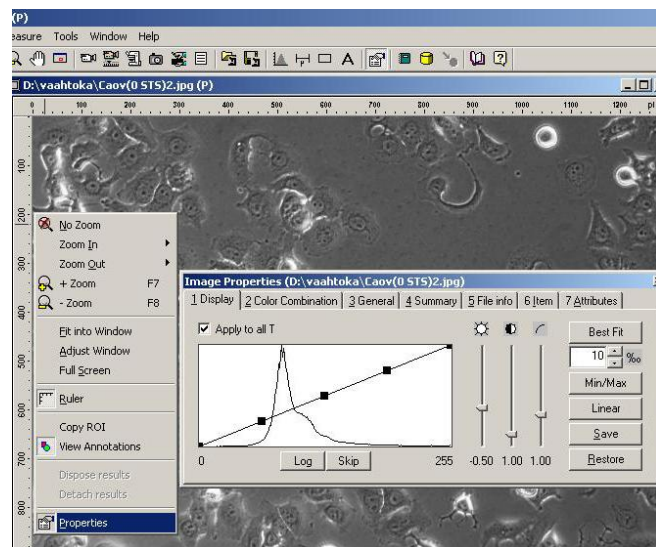 (P)
easure Tools Window Help
D:\vaahtoka\Caov(0 STS)2.jpg (P)
0 100 200 300 400 500 600 700 800 900 1000 1100 1200 pi
100
200
No Zoom
Zoom In
Zoom Out
+ Zoom F7
- Zoom F8
Fit into Window
Adjust Window
Full Screen
Ruler
Copy ROI
View Annotations
Dispose results
Detach results
Properties
300
400
500
600
700
800
Image Properties (D:\vaahtoka\Caov(0 STS)2.jpg)
1 Display 2 Color Combination 3 General 4 Summary 5 File info 6 Item 7 Attributes
Apply to all T
Best Fit
10 ‰
Min/Max
Linear
Save
0 Log Skip 255 -0.50 1.00 1.00 Restore